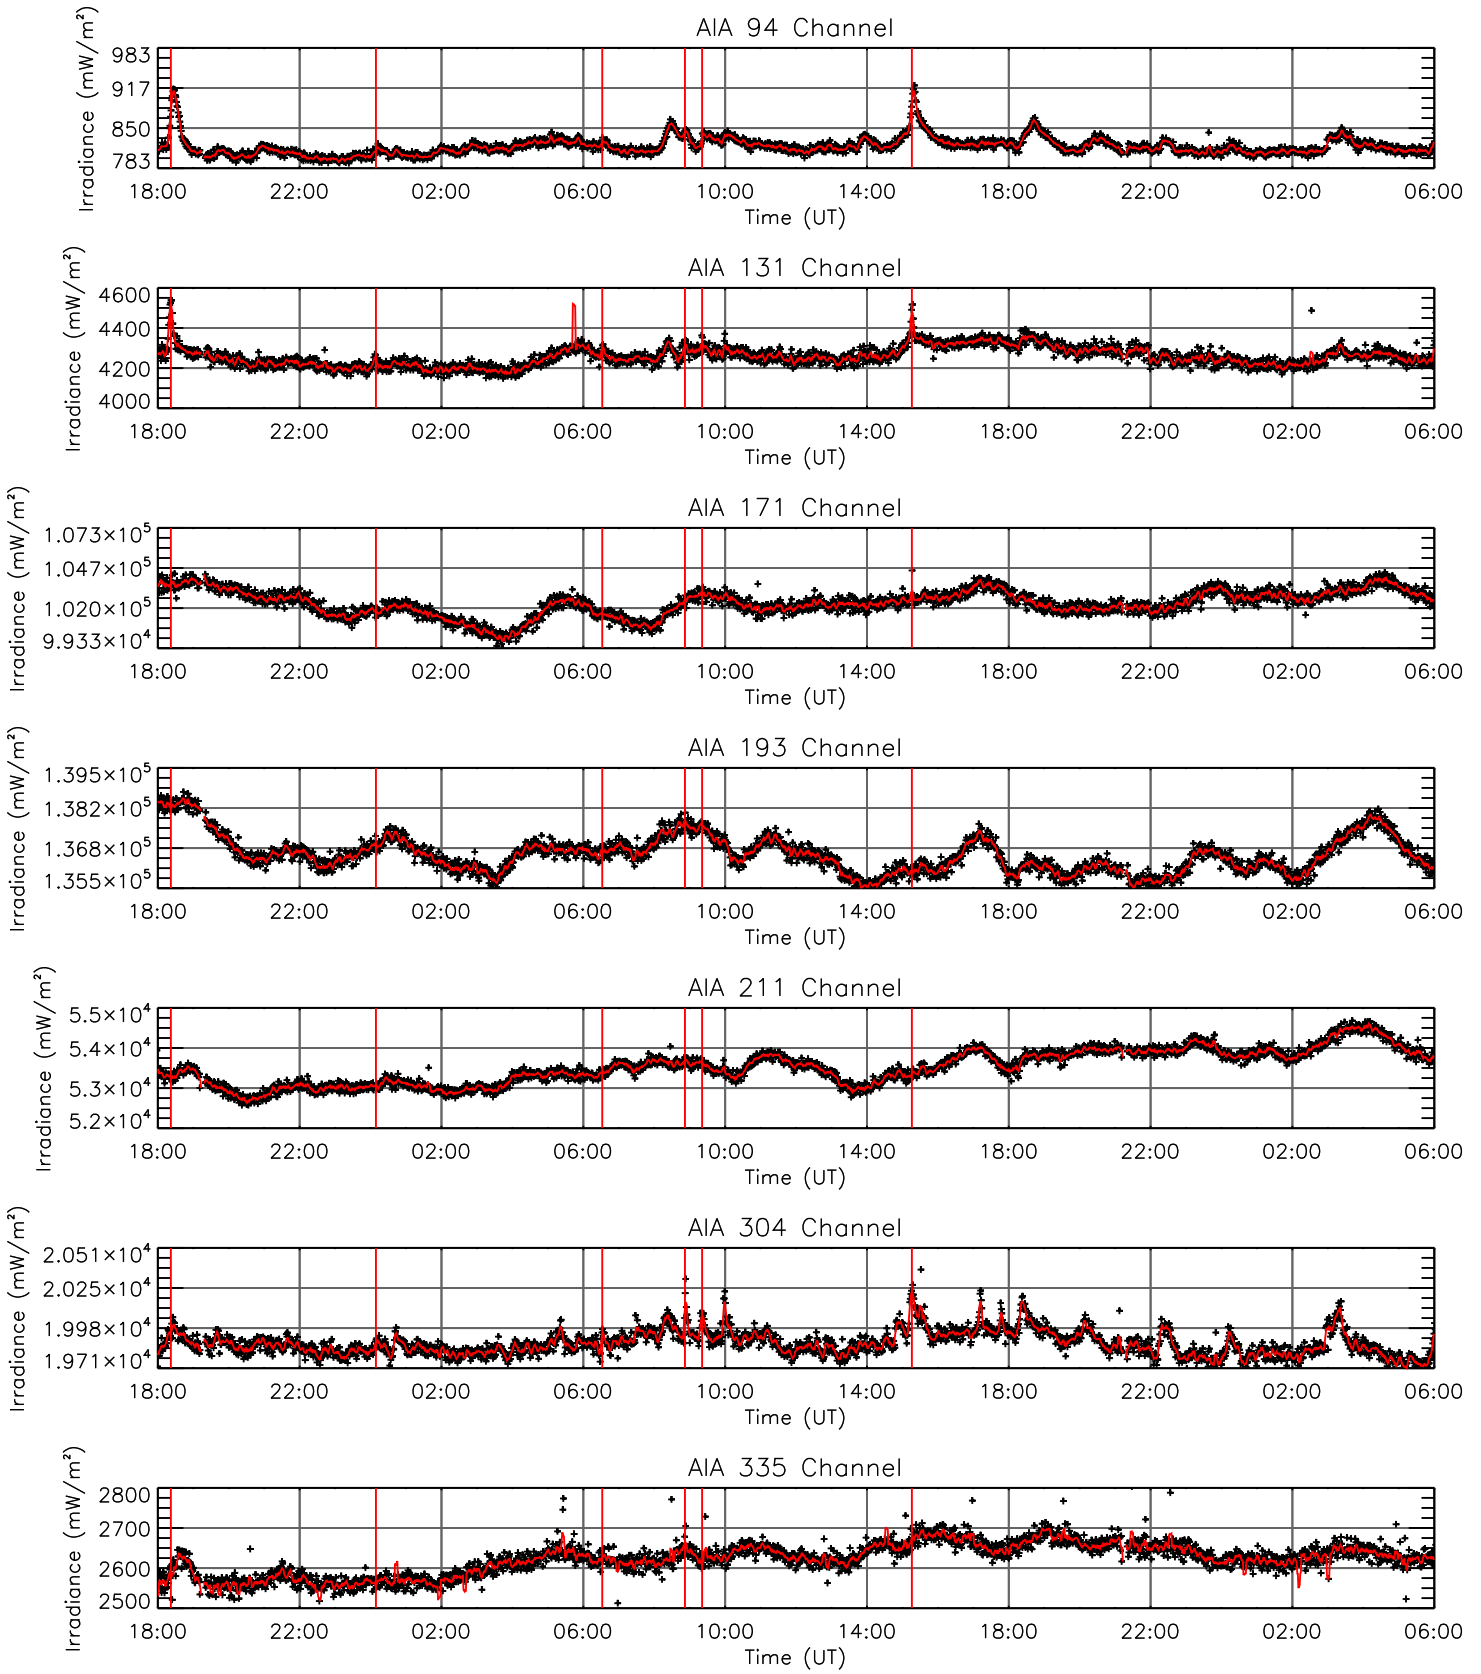 AIA 94 Channel
Irradiance (mW/m²)
983
917
850
783
18:00 22:00 02:00 06:00 10:00 14:00 18:00 22:00 02:00 06:00
Time (UT)
AIA 131 Channel
Irradiance (mW/m²)
4600
4400
4200
4000
18:00 22:00 02:00 06:00 10:00 14:00 18:00 22:00 02:00 06:00
Time (UT)
AIA 171 Channel
Irradiance (mW/m²)
1.073×10⁵
1.047×10⁵
1.020×10⁵
9.933×10⁴
18:00 22:00 02:00 06:00 10:00 14:00 18:00 22:00 02:00 06:00
Time (UT)
AIA 193 Channel
Irradiance (mW/m²)
1.395×10⁵
1.382×10⁵
1.368×10⁵
1.355×10⁵
18:00 22:00 02:00 06:00 10:00 14:00 18:00 22:00 02:00 06:00
Time (UT)
AIA 211 Channel
Irradiance (mW/m²)
5.5×10⁴
5.4×10⁴
5.3×10⁴
5.2×10⁴
18:00 22:00 02:00 06:00 10:00 14:00 18:00 22:00 02:00 06:00
Time (UT)
AIA 304 Channel
Irradiance (mW/m²)
2.051×10⁴
2.025×10⁴
1.998×10⁴
1.971×10⁴
18:00 22:00 02:00 06:00 10:00 14:00 18:00 22:00 02:00 06:00
Time (UT)
AIA 335 Channel
Irradiance (mW/m²)
2800
2700
2600
2500
18:00 22:00 02:00 06:00 10:00 14:00 18:00 22:00 02:00 06:00
Time (UT)